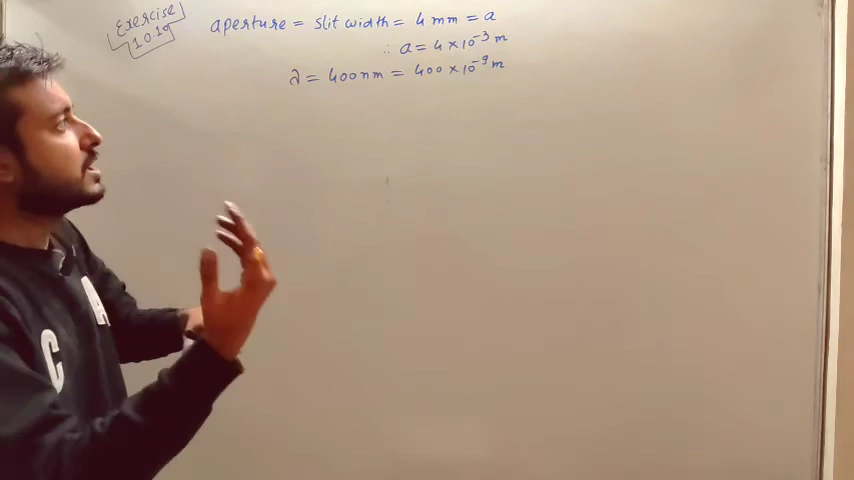 Exercise
10.19
aperture = slit width = 4 mm = a
∴ a = 4 × 10⁻³ m
λ = 400 nm = 400 × 10⁻⁹ m
C A